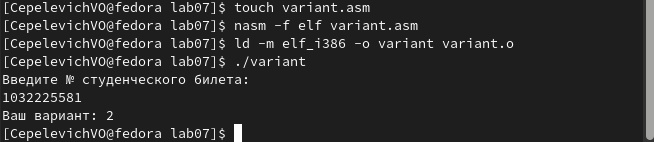 [CepelevichVO@fedora lab07]$ touch variant.asm
[CepelevichVO@fedora lab07]$ nasm -f elf variant.asm
[CepelevichVO@fedora lab07]$ ld -m elf_i386 -o variant variant.o
[CepelevichVO@fedora lab07]$ ./variant
Введите № студенческого билета:
1032225581
Ваш вариант: 2
[CepelevichVO@fedora lab07]$